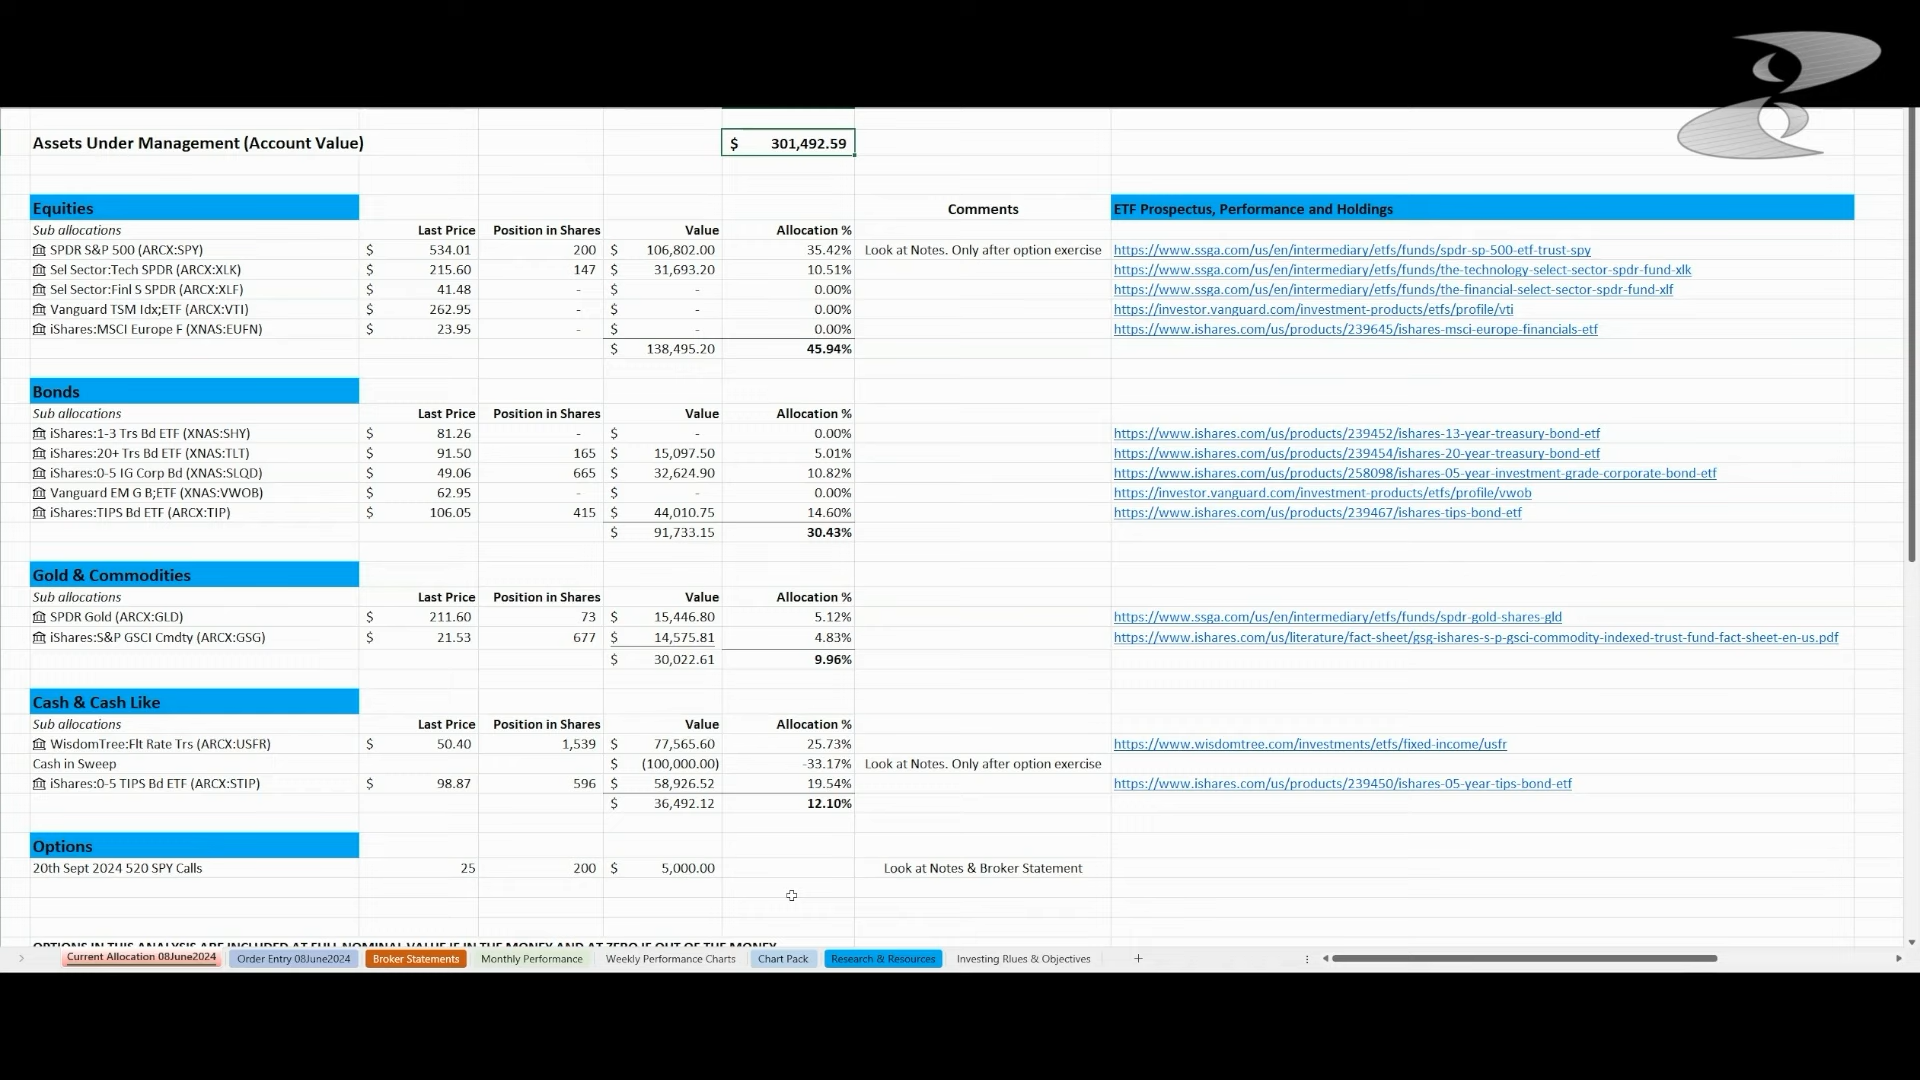 Assets Under Management (Account Value) $ 301,492.59
Equities Comments ETF Prospectus, Performance and Holdings
Sub allocations Last Price Position in Shares Value Allocation %
SPDR S&P 500 (ARCX:SPY) $ 534.01 200 $ 106,802.00 35.42% Look at Notes. Only after option exercise https://www.ssga.com/us/en/intermediary/etfs/funds/spdr-sp-500-etf-trust-spy
Sel Sector:Tech SPDR (ARCX:XLK) $ 215.60 147 $ 31,693.20 10.51% https://www.ssga.com/us/en/intermediary/etfs/funds/the-technology-select-sector-spdr-fund-xlk
Sel Sector:Finl S SPDR (ARCX:XLF) $ 41.48 - $ - 0.00% https://www.ssga.com/us/en/intermediary/etfs/funds/the-financial-select-sector-spdr-fund-xlf
Vanguard TSM Idx;ETF (ARCX:VTI) $ 262.95 - $ - 0.00% https://investor.vanguard.com/investment-products/etfs/profile/vti
iShares:MSCI Europe F (XNAS:EUFN) $ 23.95 - $ - 0.00% https://www.ishares.com/us/products/239645/ishares-msci-europe-financials-etf
$ 138,495.20 45.94%
Bonds
Sub allocations Last Price Position in Shares Value Allocation %
iShares:1-3 Trs Bd ETF (XNAS:SHY) $ 81.26 - $ - 0.00% https://www.ishares.com/us/products/239452/ishares-13-year-treasury-bond-etf
iShares:20+ Trs Bd ETF (XNAS:TLT) $ 91.50 165 $ 15,097.50 5.01% https://www.ishares.com/us/products/239454/ishares-20-year-treasury-bond-etf
iShares:0-5 IG Corp Bd (XNAS:SLQD) $ 49.06 665 $ 32,624.90 10.82% https://www.ishares.com/us/products/258098/ishares-05-year-investment-grade-corporate-bond-etf
Vanguard EM G B;ETF (XNAS:VWOB) $ 62.95 - $ - 0.00% https://investor.vanguard.com/investment-products/etfs/profile/vwob
iShares:TIPS Bd ETF (ARCX:TIP) $ 106.05 415 $ 44,010.75 14.60% https://www.ishares.com/us/products/239467/ishares-tips-bond-etf
$ 91,733.15 30.43%
Gold & Commodities
Sub allocations Last Price Position in Shares Value Allocation %
SPDR Gold (ARCX:GLD) $ 211.60 73 $ 15,446.80 5.12% https://www.ssga.com/us/en/intermediary/etfs/funds/spdr-gold-shares-gld
iShares:S&P GSCI Cmdty (ARCX:GSG) $ 21.53 677 $ 14,575.81 4.83% https://www.ishares.com/us/literature/fact-sheet/gsg-ishares-s-p-gsci-commodity-indexed-trust-fund-fact-sheet-en-us.pdf
$ 30,022.61 9.96%
Cash & Cash Like
Sub allocations Last Price Position in Shares Value Allocation %
WisdomTree:Flt Rate Trs (ARCX:USFR) $ 50.40 1,539 $ 77,565.60 25.73% https://www.wisdomtree.com/investments/etfs/fixed-income/usfr
Cash in Sweep $ (100,000.00) -33.17% Look at Notes. Only after option exercise
iShares:0-5 TIPS Bd ETF (ARCX:STIP) $ 98.87 596 $ 58,926.52 19.54% https://www.ishares.com/us/products/239450/ishares-05-year-tips-bond-etf
$ 36,492.12 12.10%
Options
20th Sept 2024 520 SPY Calls 25 200 $ 5,000.00 Look at Notes & Broker Statement
OPTIONS IN THIS ANALYSIS ARE INCLUDED AT FULL NOMINAL VALUE IF IN THE MONEY AND AT ZERO IF OUT OF THE MONEY
Current Allocation 08June2024 Order Entry 08June2024 Broker Statements Monthly Performance Weekly Performance Charts Chart Pack Research & Resources Investing Rlues & Objectives +